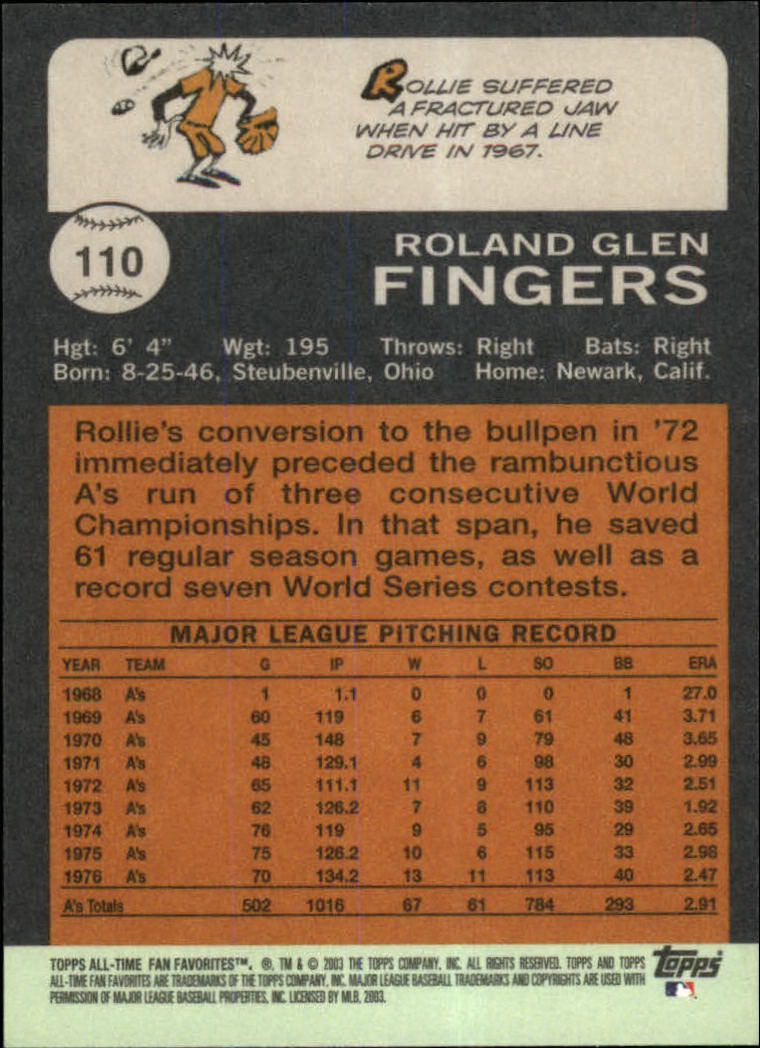 ROLLIE SUFFERED
A FRACTURED JAW
WHEN HIT BY A LINE
DRIVE IN 1967.
110
ROLAND GLEN
FINGERS
Hgt: 6' 4" Wgt: 195 Throws: Right Bats: Right
Born: 8-25-46, Steubenville, Ohio Home: Newark, Calif.
Rollie's conversion to the bullpen in '72
immediately preceded the rambunctious
A's run of three consecutive World
Championships. In that span, he saved
61 regular season games, as well as a
record seven World Series contests.
MAJOR LEAGUE PITCHING RECORD
YEAR TEAM G IP W L SO BB ERA
1968 A's 1 1.1 0 0 0 1 27.0
1969 A's 60 119 6 7 61 41 3.71
1970 A's 45 148 7 9 79 48 3.65
1971 A's 48 129.1 4 6 98 30 2.99
1972 A's 65 111.1 11 9 113 32 2.51
1973 A's 62 126.2 7 8 110 39 1.92
1974 A's 76 119 9 5 95 29 2.65
1975 A's 75 126.2 10 6 115 33 2.98
1976 A's 70 134.2 13 11 113 40 2.47
A's Totals 502 1016 67 61 784 293 2.91
TOPPS ALL-TIME FAN FAVORITES™, ®, TM & © 2003 THE TOPPS COMPANY, INC. ALL RIGHTS RESERVED. TOPPS AND TOPPS
ALL-TIME FAN FAVORITES ARE TRADEMARKS OF THE TOPPS COMPANY, INC. MAJOR LEAGUE BASEBALL TRADEMARKS AND COPYRIGHTS ARE USED WITH
PERMISSION OF MAJOR LEAGUE BASEBALL PROPERTIES, INC. LICENSED BY MLB, 2003.
topps